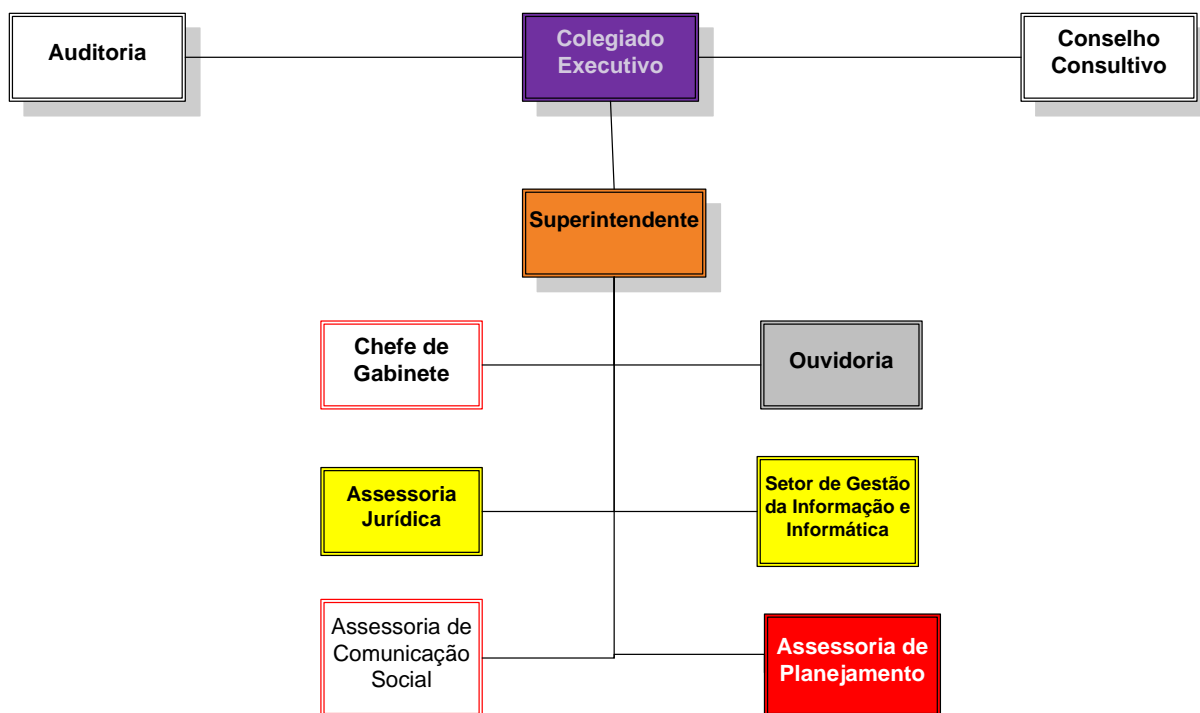 Auditoria
Colegiado
Executivo
Conselho
Consultivo
Superintendente
Chefe de
Gabinete
Ouvidoria
Assessoria
Jurídica
Setor de Gestão
da Informação e
Informática
Assessoria de
Comunicação
Social
Assessoria de
Planejamento